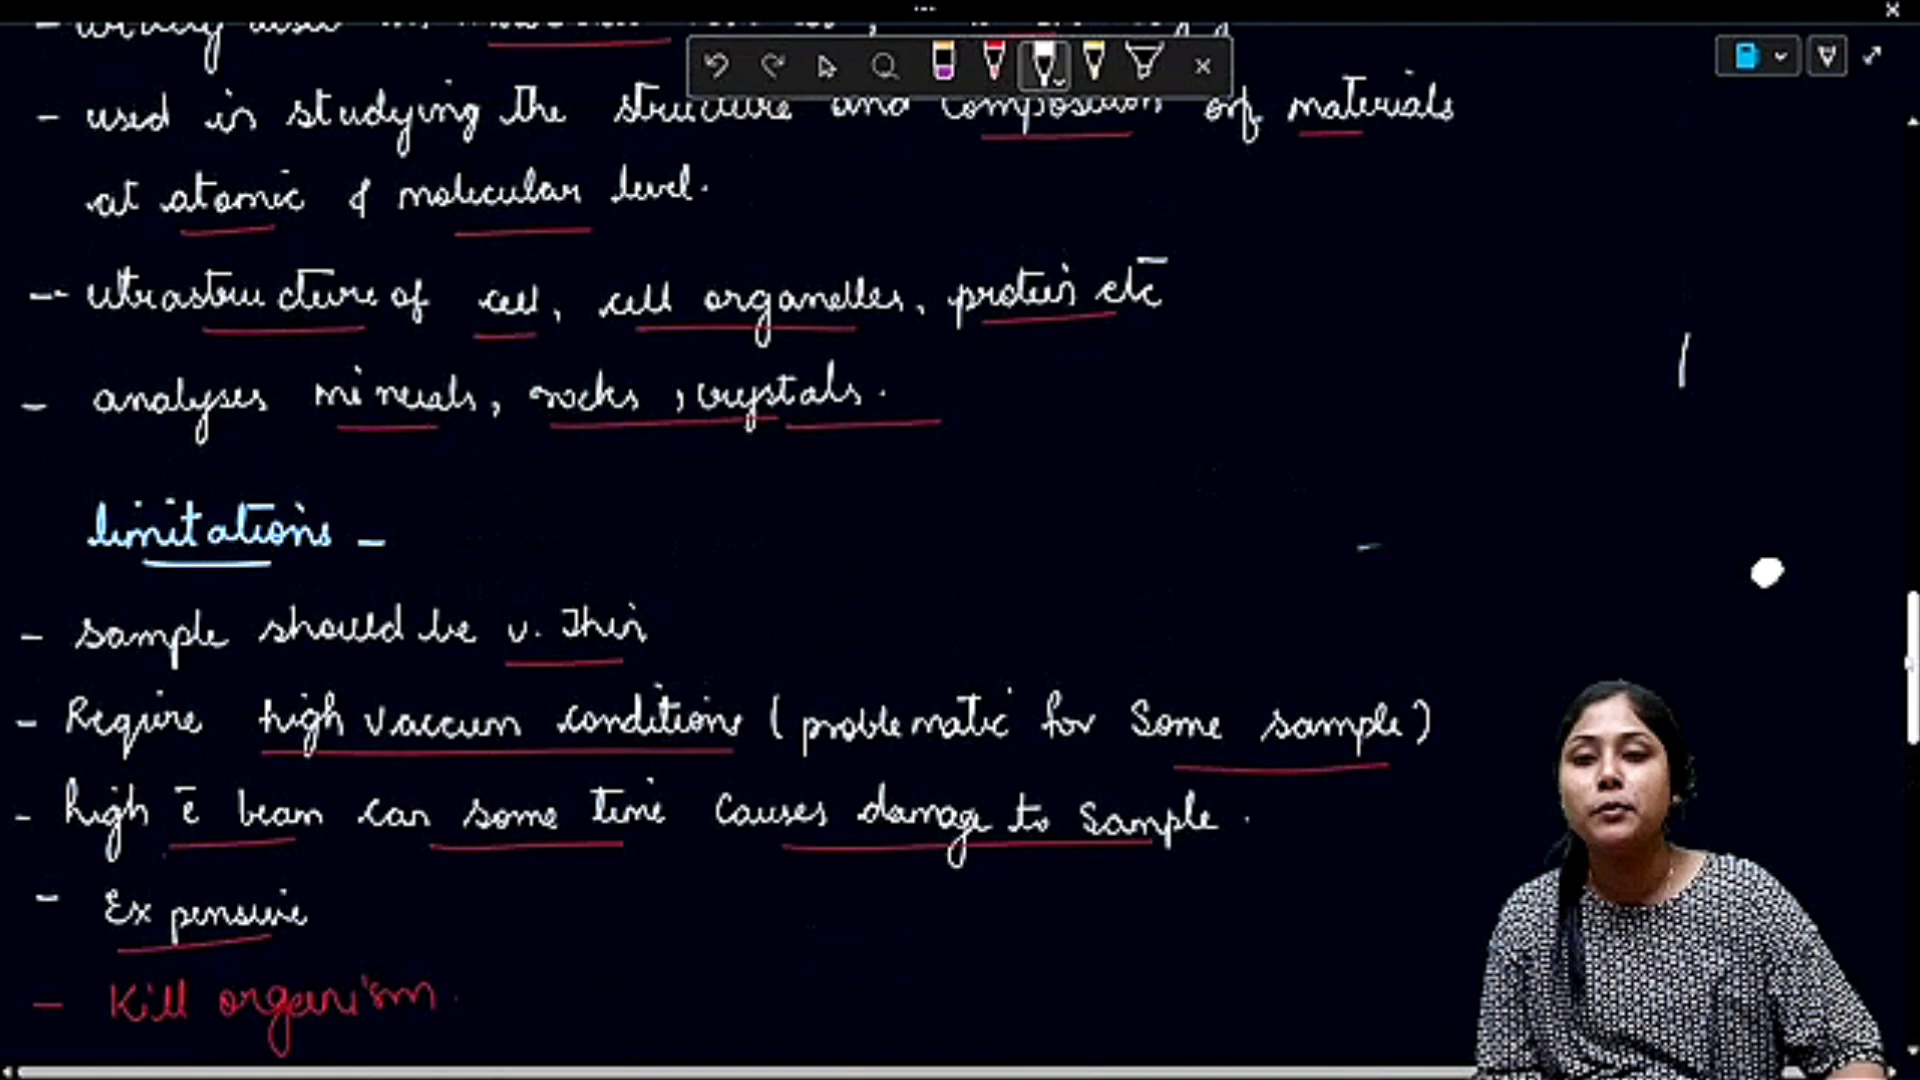 - used in studying the structure and composition of materials
at atomic & molecular level.
- ultrastructure of cell, cell organelles, protein etc
- analyses minerals, rocks, crystals.
limitations -
- sample should be v. thin
- Require high vaccum conditions (problematic for some sample)
- high ē beam can some time causes damage to sample.
- Expensive
- Kill organism.